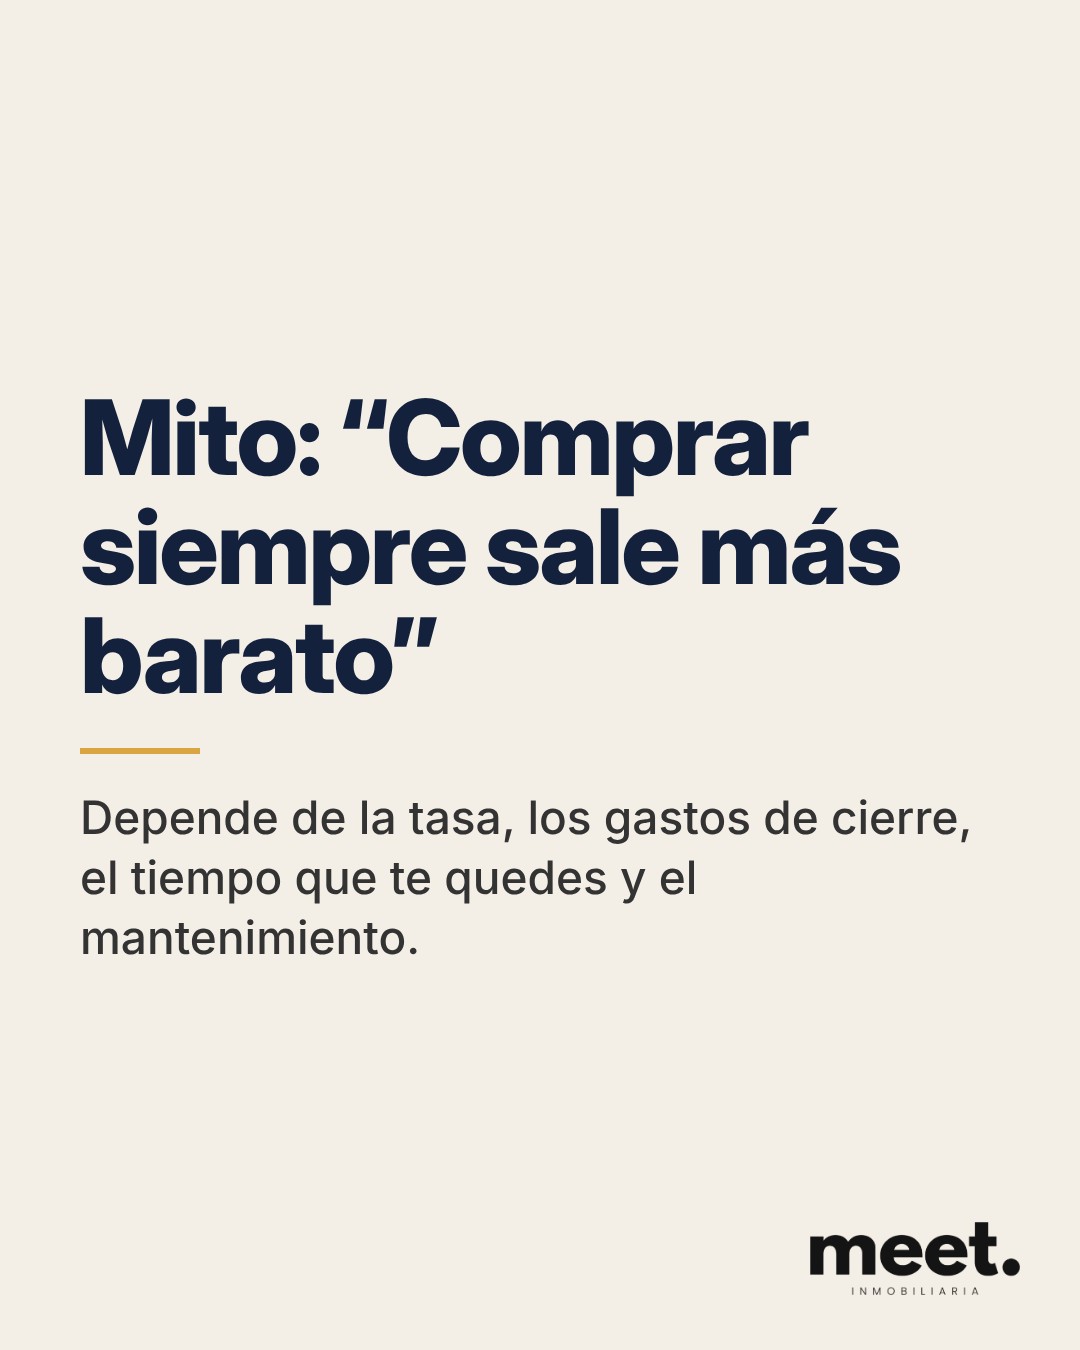 Mito: “Comprar
siempre sale más
barato”
Depende de la tasa, los gastos de cierre,
el tiempo que te quedes y el
mantenimiento.
meet.
INMOBILIARIA